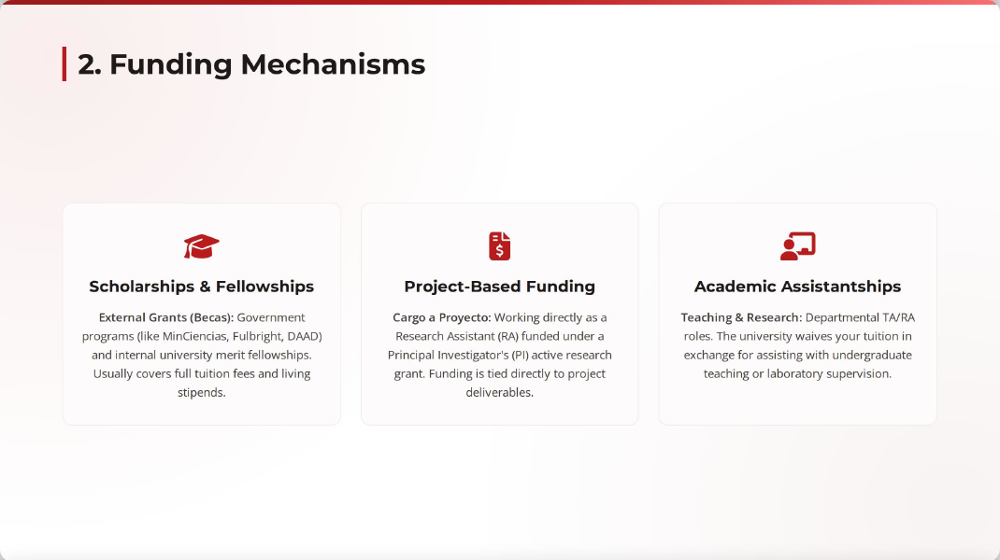 2. Funding Mechanisms
Scholarships & Fellowships
External Grants (Becas): Government
programs (like MinCiencias, Fulbright, DAAD)
and internal university merit fellowships.
Usually covers full tuition fees and living
stipends.
Project-Based Funding
Cargo a Proyecto: Working directly as a
Research Assistant (RA) funded under a
Principal Investigator's (PI) active research
grant. Funding is tied directly to project
deliverables.
Academic Assistantships
Teaching & Research: Departmental TA/RA
roles. The university waives your tuition in
exchange for assisting with undergraduate
teaching or laboratory supervision.